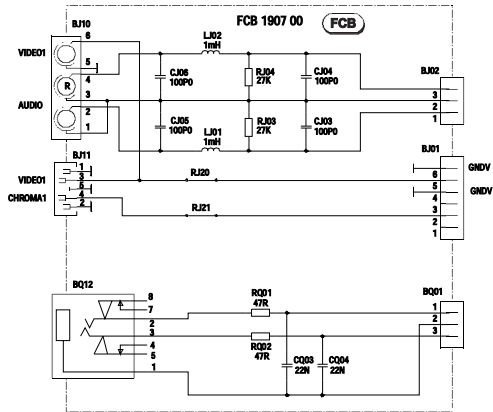 FCB 1907 00
FCB
BJ10
6
VIDEO1
5
4
R
3
AUDIO
2
1
LJ02
1mH
CJ06
100P0
RJ04
27K
CJ04
100P0
CJ05
100P0
RJ03
27K
CJ03
100P0
LJ01
1mH
BJ02
3
2
1
BJ11
1
3
VIDEO1
5
4
CHROMA1
2
RJ20
RJ21
BJ01
GNDV
6
5
GNDV
4
3
2
1
BQ12
8
7
2
3
4
5
1
RQ01
47R
RQ02
47R
CQ03
22N
CQ04
22N
BQ01
1
2
3